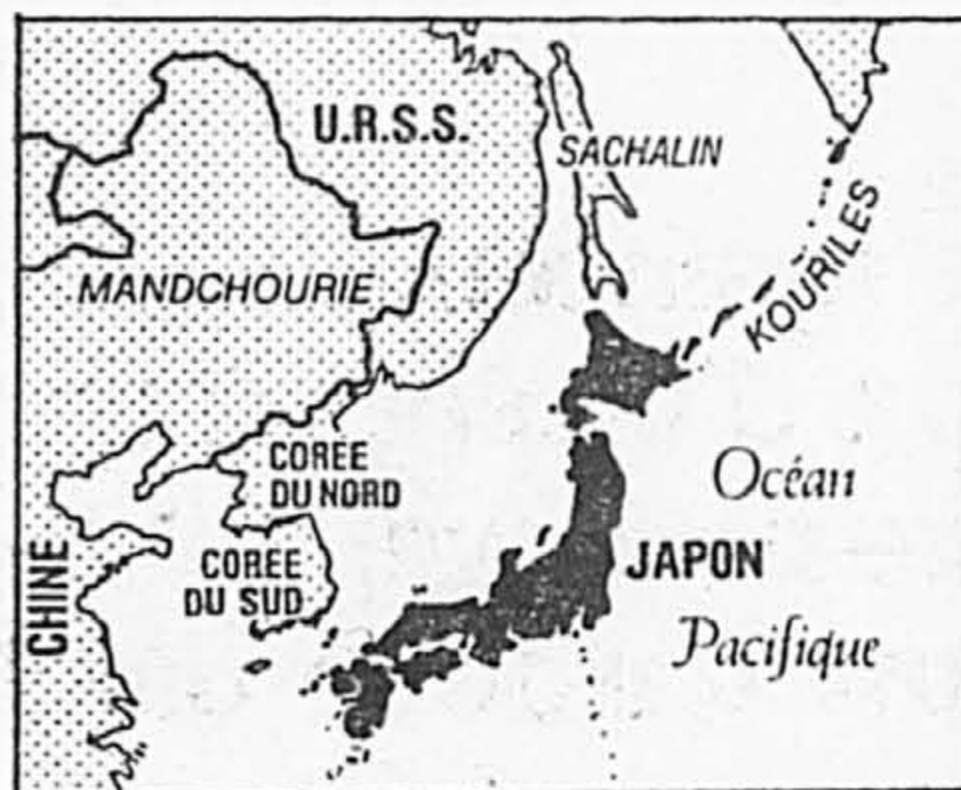 U.R.S.S.
SACHALIN
MANDCHOURIE
KOURILES
COREE
DU NORD
Océan
CHINE
COREE
DU SUD
JAPON
Pacifique